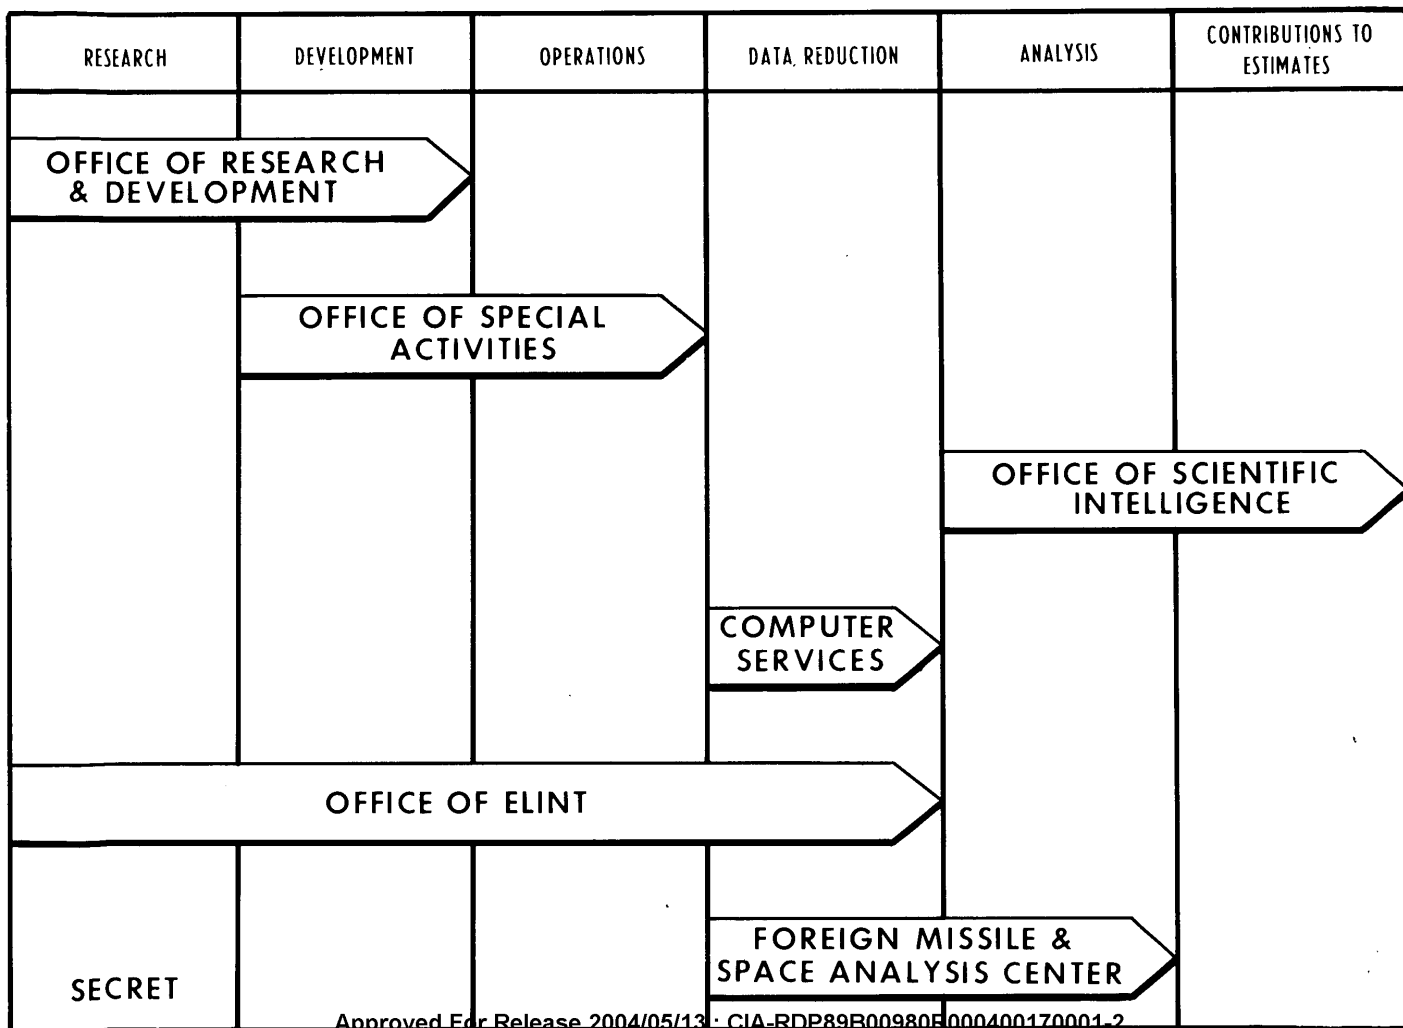 RESEARCH
DEVELOPMENT
OPERATIONS
DATA REDUCTION
ANALYSIS
CONTRIBUTIONS TO
ESTIMATES
OFFICE OF RESEARCH
& DEVELOPMENT
OFFICE OF SPECIAL
ACTIVITIES
OFFICE OF SCIENTIFIC
INTELLIGENCE
COMPUTER
SERVICES
OFFICE OF ELINT
FOREIGN MISSILE &
SPACE ANALYSIS CENTER
SECRET
Approved For Release 2004/05/13 : CIA-RDP89B00980R000400170001-2